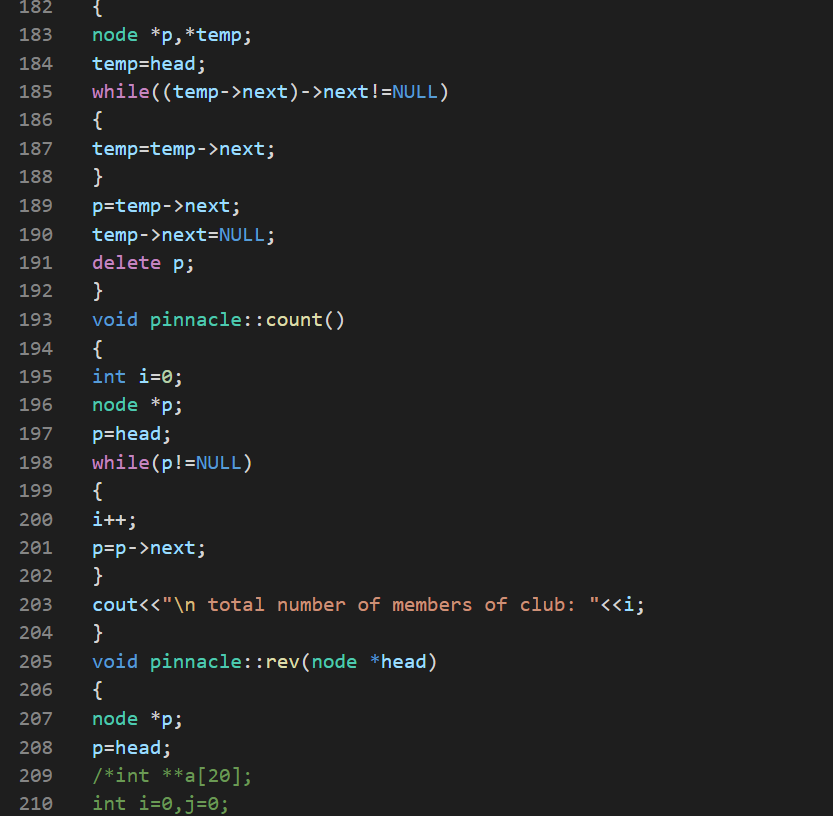 182 {
183 node *p,*temp;
184 temp=head;
185 while((temp->next)->next!=NULL)
186 {
187 temp=temp->next;
188 }
189 p=temp->next;
190 temp->next=NULL;
191 delete p;
192 }
193 void pinnacle::count()
194 {
195 int i=0;
196 node *p;
197 p=head;
198 while(p!=NULL)
199 {
200 i++;
201 p=p->next;
202 }
203 cout<<"\n total number of members of club: "<<i;
204 }
205 void pinnacle::rev(node *head)
206 {
207 node *p;
208 p=head;
209 /*int **a[20];
210 int i=0,j=0;